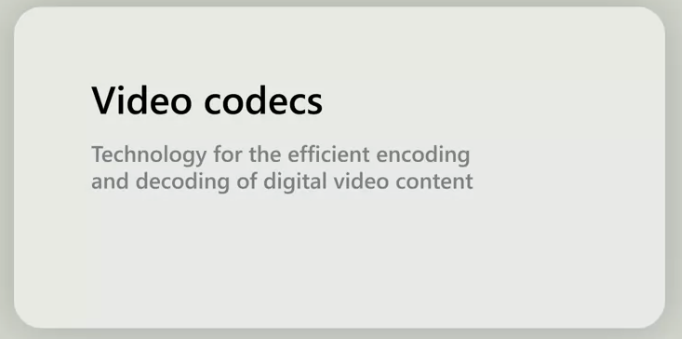 Video codecs
Technology for the efficient encoding
and decoding of digital video content